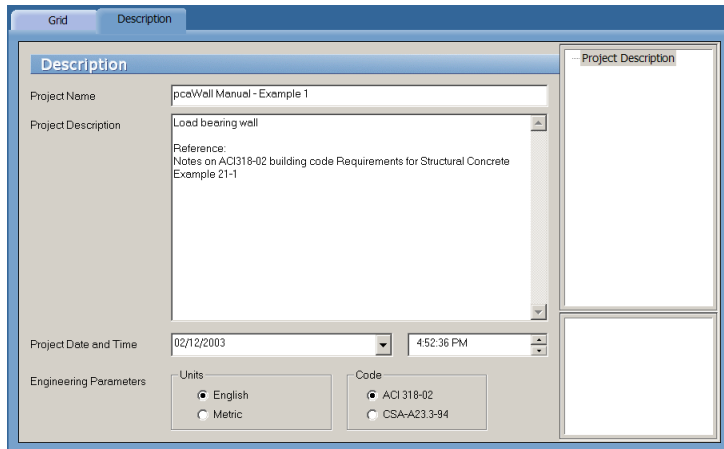 Grid
Description
Description
Project Description
Project Name
pcaWall Manual - Example 1
Project Description
Load bearing wall
Reference:
Notes on ACI318-02 building code Requirements for Structural Concrete
Example 21-1
Project Date and Time
02/12/2003
4:52:36 PM
Engineering Parameters
Units
English
Metric
Code
ACI 318-02
CSA-A23.3-94